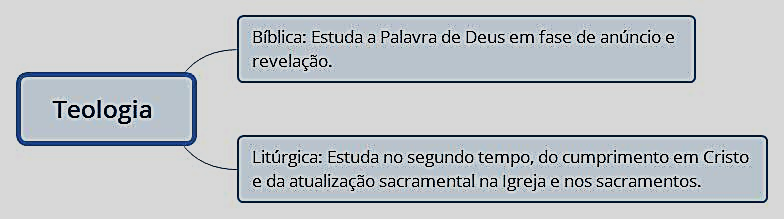 Bíblica: Estuda a Palavra de Deus em fase de anúncio e
revelação.
Teologia
Litúrgica: Estuda no segundo tempo, do cumprimento em Cristo
e da atualização sacramental na Igreja e nos sacramentos.